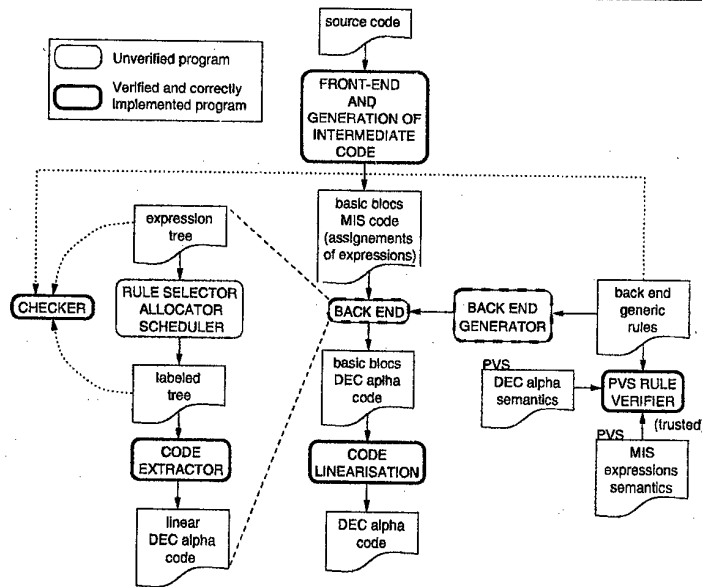 source code
Unverified program
Verified and correctly
Implemented program
FRONT-END
AND
GENERATION OF
INTERMEDIATE
CODE
basic blocs
MIS code
(assignements
of expressions)
expression
tree
CHECKER
RULE SELECTOR
ALLOCATOR
SCHEDULER
BACK END
BACK END
GENERATOR
back end
generic
rules
labeled
tree
basic blocs
DEC aplha
code
PVS
DEC alpha
semantics
PVS RULE
VERIFIER
(trusted)
PVS
MIS
expressions
semantics
CODE
EXTRACTOR
CODE
LINEARISATION
linear
DEC alpha
code
DEC alpha
code